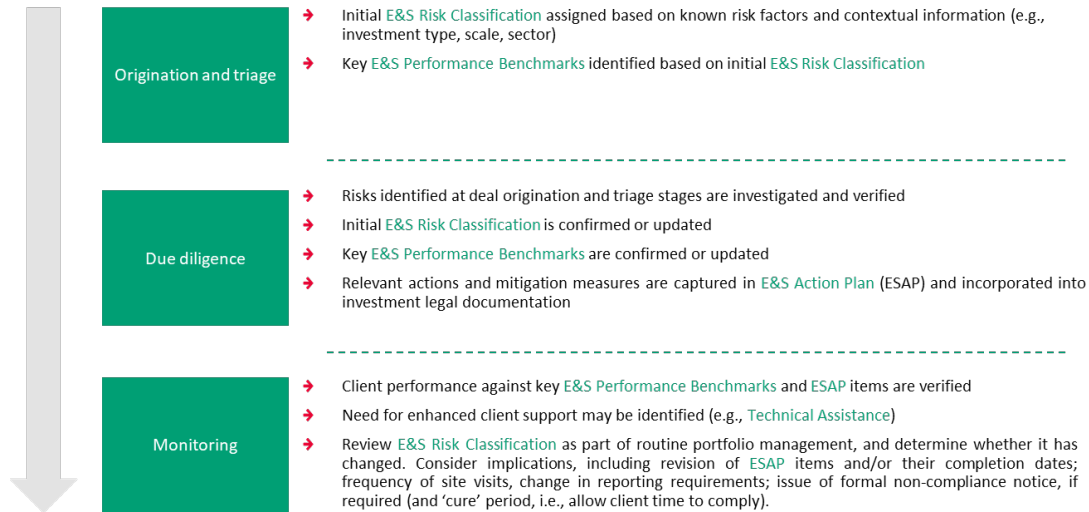 Origination and triage
Initial E&S Risk Classification assigned based on known risk factors and contextual information (e.g.,
investment type, scale, sector)
Key E&S Performance Benchmarks identified based on initial E&S Risk Classification
Due diligence
Risks identified at deal origination and triage stages are investigated and verified
Initial E&S Risk Classification is confirmed or updated
Key E&S Performance Benchmarks are confirmed or updated
Relevant actions and mitigation measures are captured in E&S Action Plan (ESAP) and incorporated into
investment legal documentation
Monitoring
Client performance against key E&S Performance Benchmarks and ESAP items are verified
Need for enhanced client support may be identified (e.g., Technical Assistance)
Review E&S Risk Classification as part of routine portfolio management, and determine whether it has
changed. Consider implications, including revision of ESAP items and/or their completion dates;
frequency of site visits, change in reporting requirements; issue of formal non-compliance notice, if
required (and ‘cure’ period, i.e., allow client time to comply).